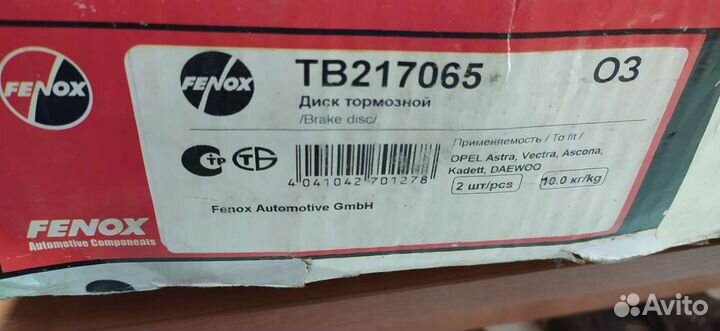 FENOX
FENOX
TB217065
O3
Диск тормозной
/Brake disc/
Применяемость / To fit /
OPEL Astra, Vectra, Ascona,
Kadett, DAEWOO
2 шт/pcs
10.0 кг/kg
4 041042 701278
Fenox Automotive GmbH
FENOX
Automotive Components
Avito